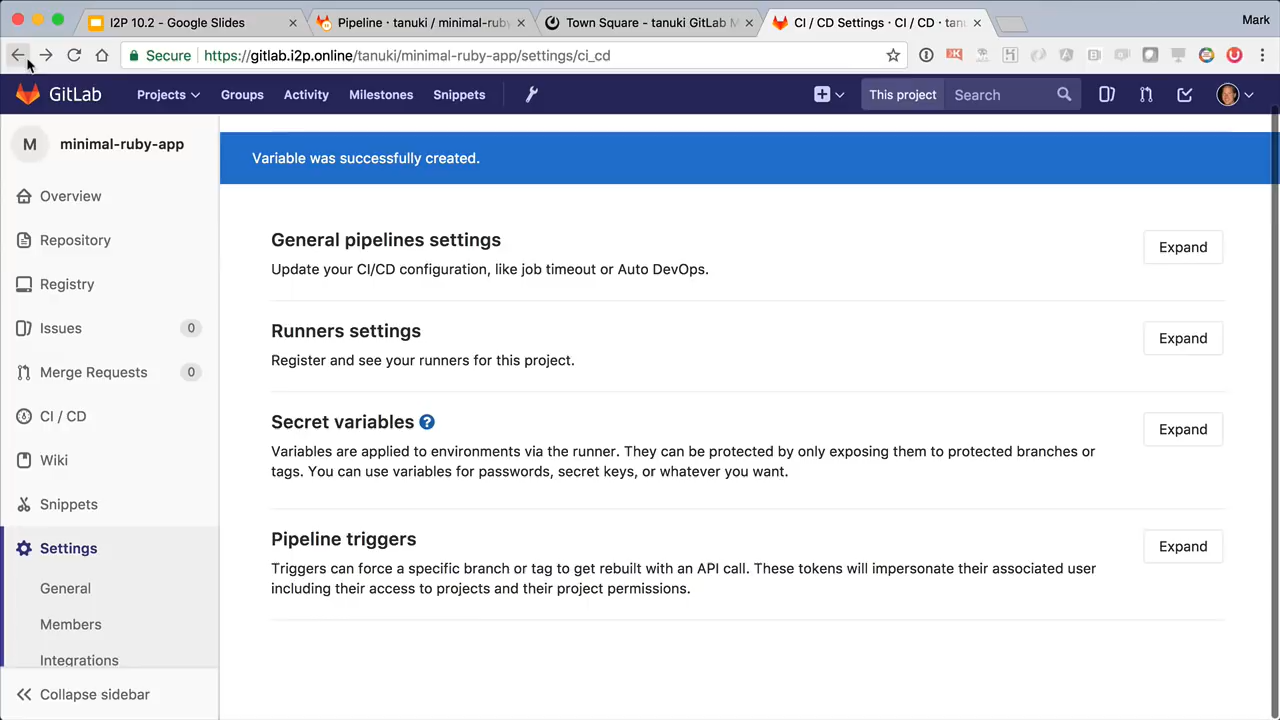 I2P 10.2 - Google Slides
Pipeline · tanuki / minimal-ruby
Town Square - tanuki GitLab M
CI / CD Settings · CI / CD · tan
Mark
Secure https://gitlab.i2p.online/tanuki/minimal-ruby-app/settings/ci_cd
GitLab Projects Groups Activity Milestones Snippets This project Search
M minimal-ruby-app
Overview
Repository
Registry
Issues 0
Merge Requests 0
CI / CD
Wiki
Snippets
Settings
General
Members
Integrations
Collapse sidebar
Variable was successfully created.
General pipelines settings
Update your CI/CD configuration, like job timeout or Auto DevOps.
Expand
Runners settings
Register and see your runners for this project.
Expand
Secret variables ?
Variables are applied to environments via the runner. They can be protected by only exposing them to protected branches or
tags. You can use variables for passwords, secret keys, or whatever you want.
Expand
Pipeline triggers
Triggers can force a specific branch or tag to get rebuilt with an API call. These tokens will impersonate their associated user
including their access to projects and their project permissions.
Expand